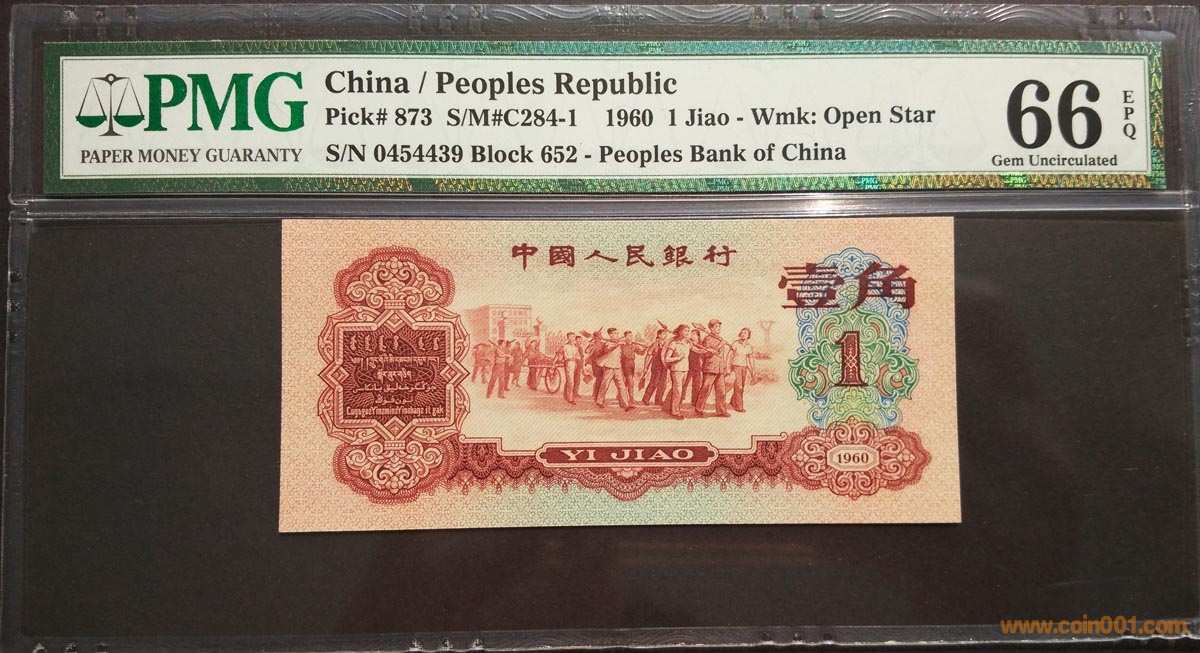 PMG
PAPER MONEY GUARANTY
China / Peoples Republic
Pick# 873 S/M#C284-1 1960 1 Jiao - Wmk: Open Star
S/N 0454439 Block 652 - Peoples Bank of China
66
EPQ
Gem Uncirculated
中國人民銀行
壹角
1
YI JIAO
1960
www.coin001.com